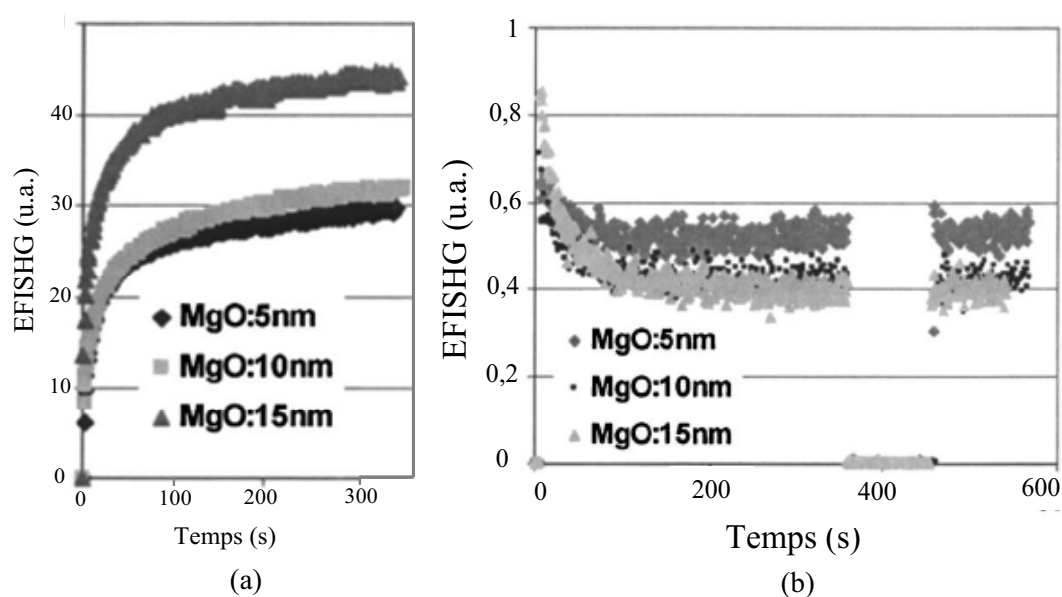 EFISHG (u.a.)
40
30
20
10
0
MgO:5nm
MgO:10nm
MgO:15nm
0 100 200 300
Temps (s)
(a)
EFISHG (u.a.)
1
0,8
0,6
0,4
0,2
0
MgO:5nm
MgO:10nm
MgO:15nm
0 200 400 600
Temps (s)
(b)